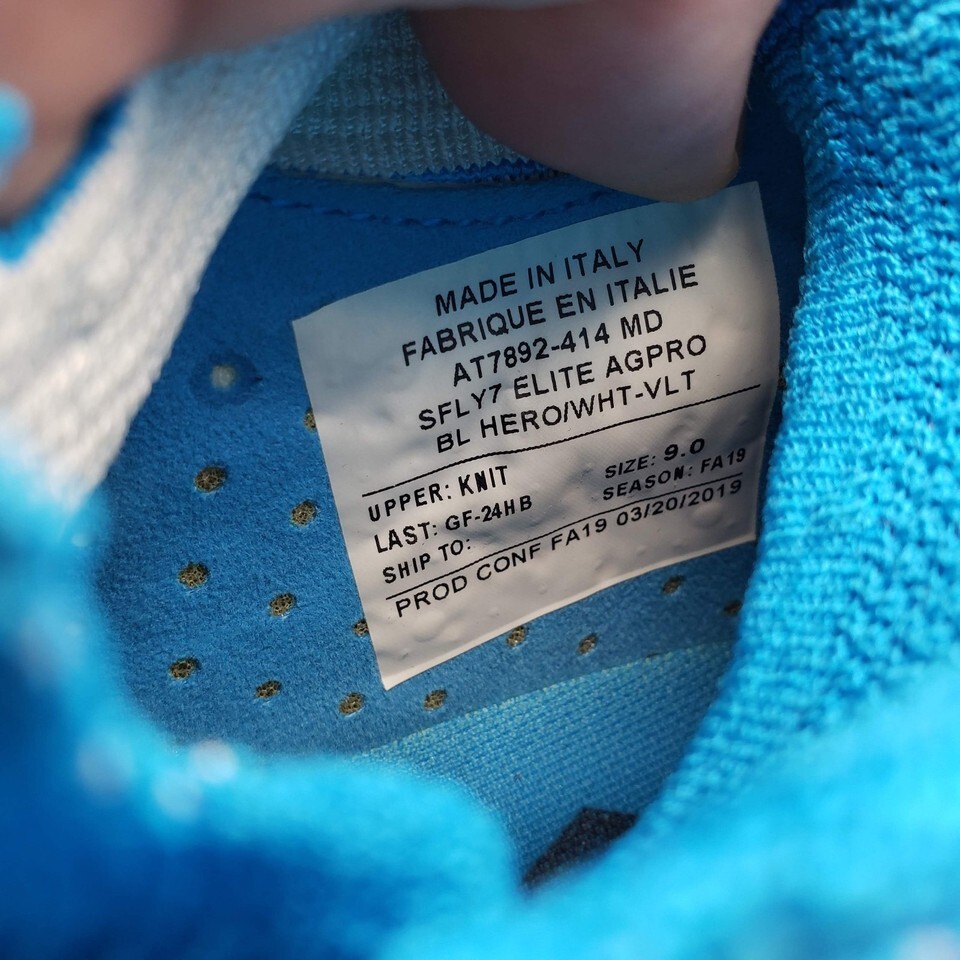 MADE IN ITALY
FABRIQUE EN ITALIE
AT7892-414 MD
SFLY7 ELITE AGPRO
BL HERO/WHT-VLT
UPPER: KNIT SIZE: 9.0
LAST: GF-24HB SEASON: FA19
SHIP TO:
PROD CONF FA19 03/20/2019